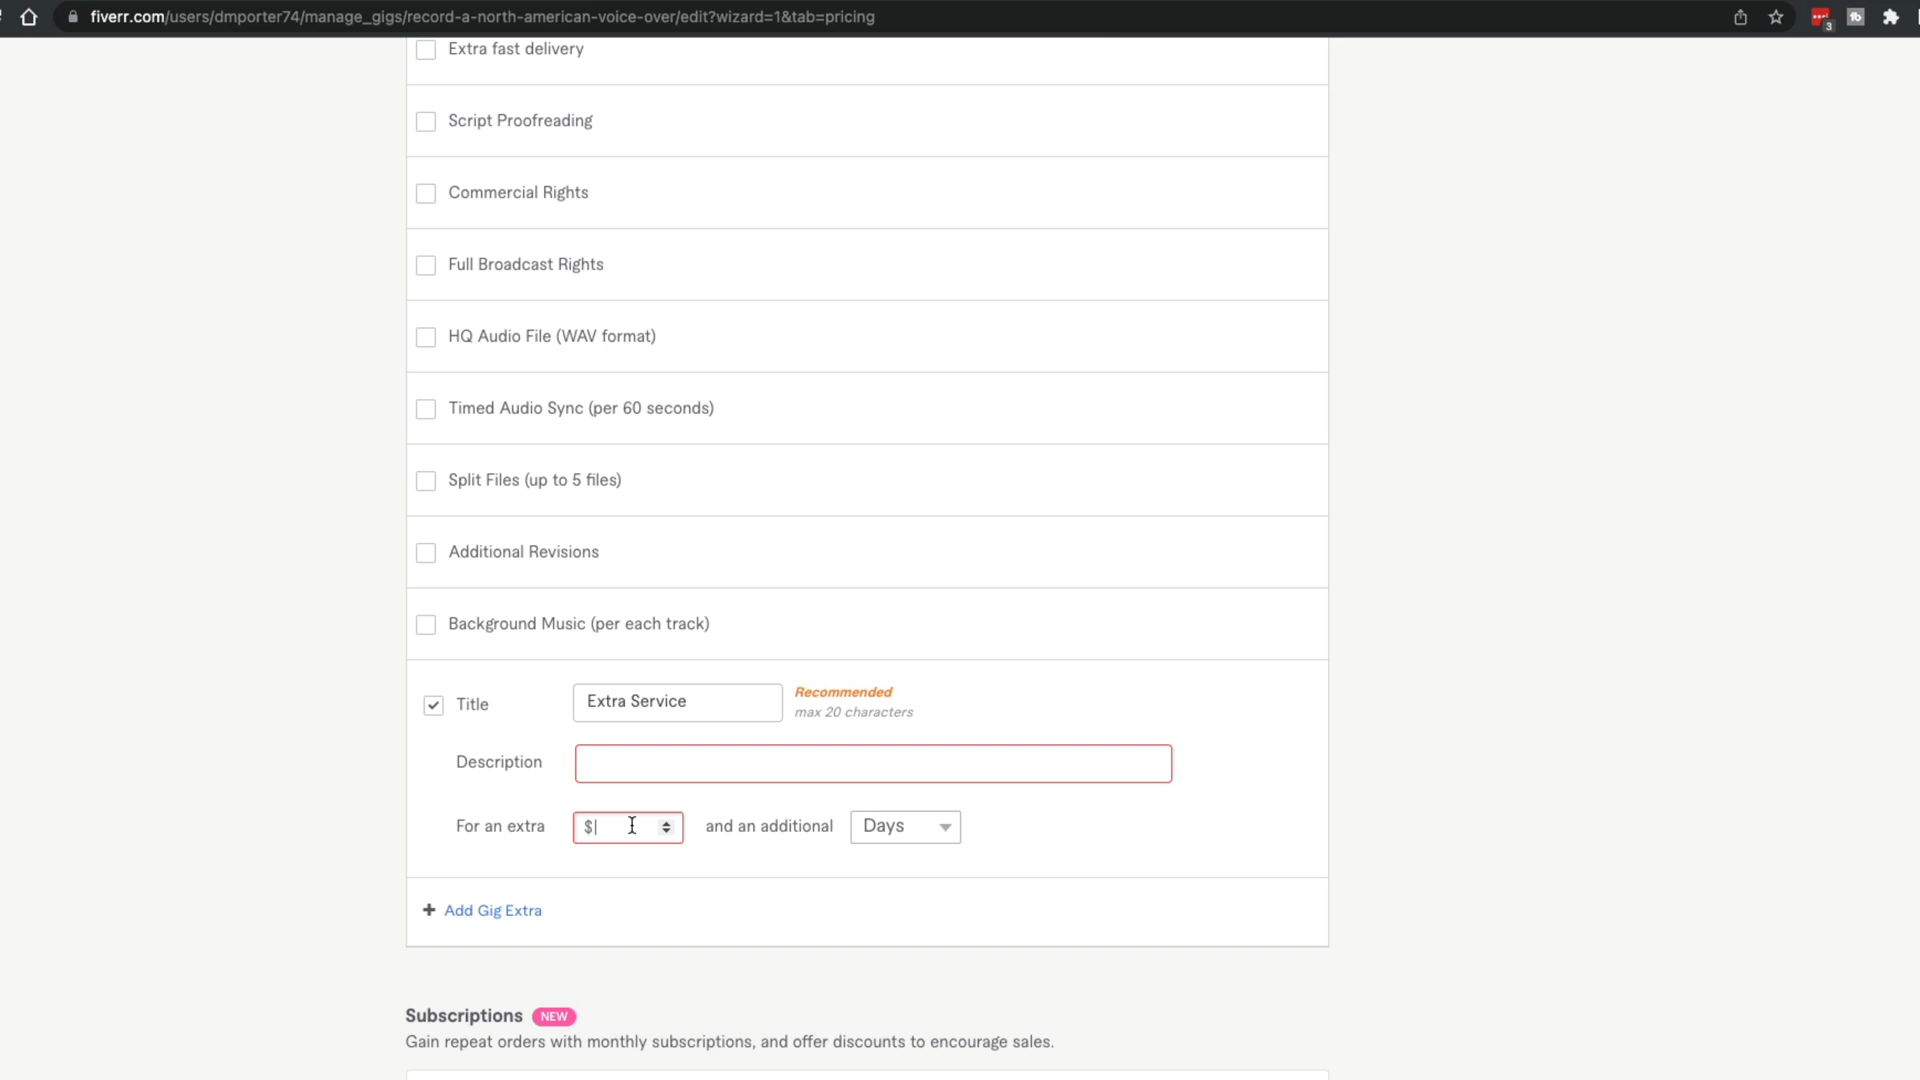 fiverr.com/users/dmporter74/manage_gigs/record-a-north-american-voice-over/edit?wizard=1&tab=pricing
3
Extra fast delivery
Script Proofreading
Commercial Rights
Full Broadcast Rights
HQ Audio File (WAV format)
Timed Audio Sync (per 60 seconds)
Split Files (up to 5 files)
Additional Revisions
Background Music (per each track)
Title Extra Service Recommended
max 20 characters
Description
For an extra $ and an additional Days
+ Add Gig Extra
Subscriptions NEW
Gain repeat orders with monthly subscriptions, and offer discounts to encourage sales.